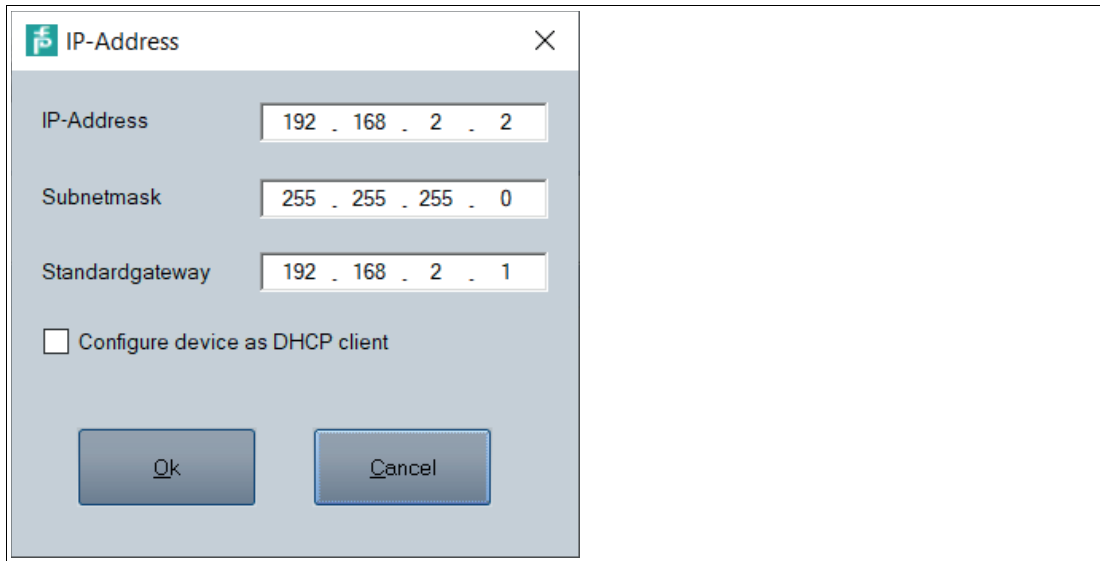 IP-Address
IP-Address 192 . 168 . 2 . 2
Subnetmask 255 . 255 . 255 . 0
Standardgateway 192 . 168 . 2 . 1
Configure device as DHCP client
Ok Cancel